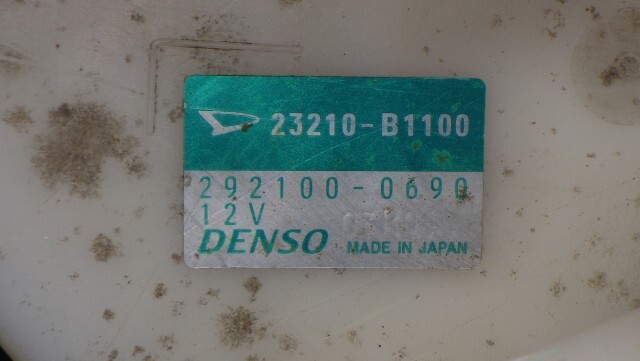 23210-B1100
292100-0690
12V
DENSO MADE IN JAPAN